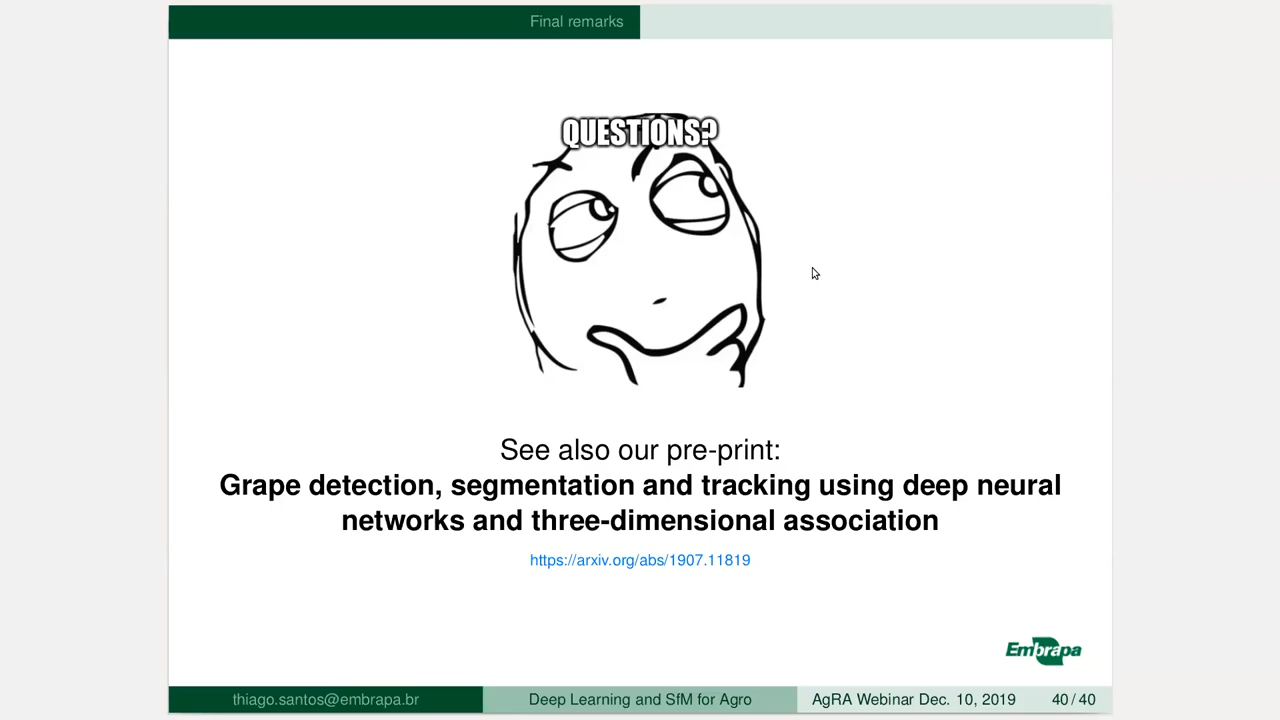 Final remarks
QUESTIONS?
See also our pre-print:
Grape detection, segmentation and tracking using deep neural
networks and three-dimensional association
https://arxiv.org/abs/1907.11819
Embrapa
thiago.santos@embrapa.br Deep Learning and SfM for Agro AgRA Webinar Dec. 10, 2019 40 / 40